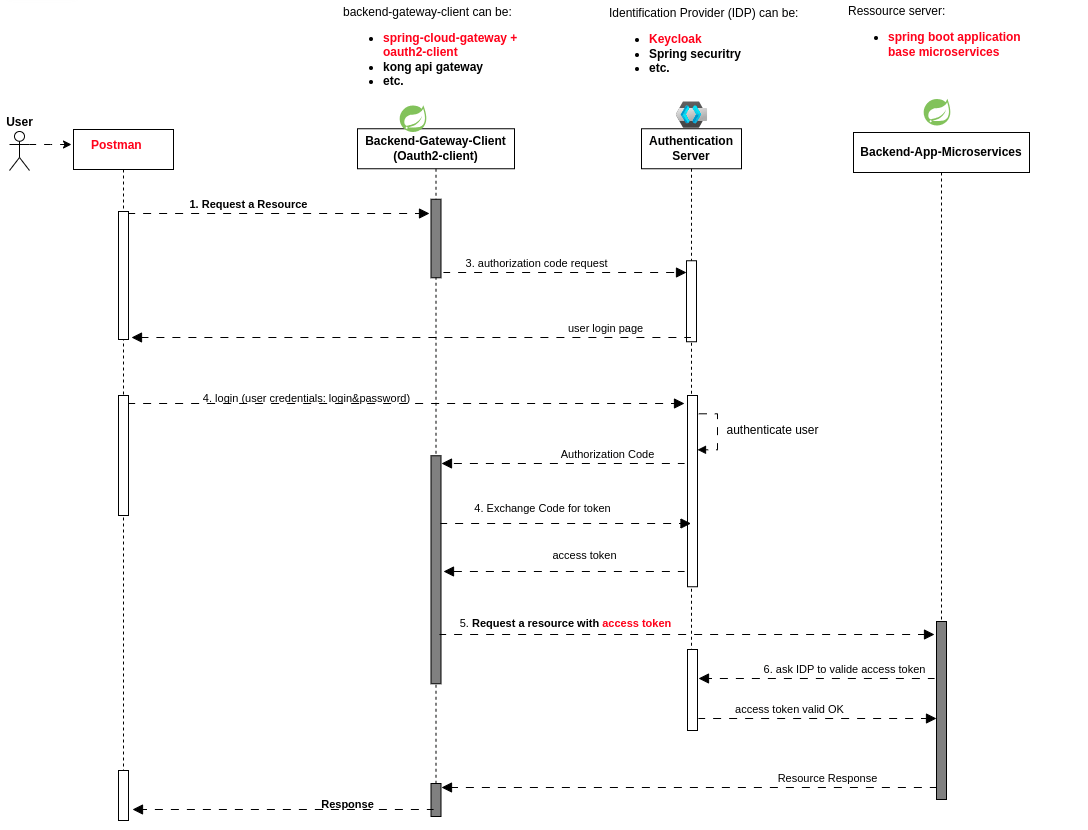 backend-gateway-client can be:
spring-cloud-gateway +
oauth2-client
kong api gateway
etc.
Identification Provider (IDP) can be:
Keycloak
Spring securitry
etc.
Ressource server:
spring boot application
base microservices
User
Postman
Backend-Gateway-Client
(Oauth2-client)
Authentication
Server
Backend-App-Microservices
1. Request a Resource
3. authorization code request
user login page
4. login (user credentials: login&password)
authenticate user
Authorization Code
4. Exchange Code for token
access token
5. Request a resource with access token
6. ask IDP to valide access token
access token valid OK
Resource Response
Response